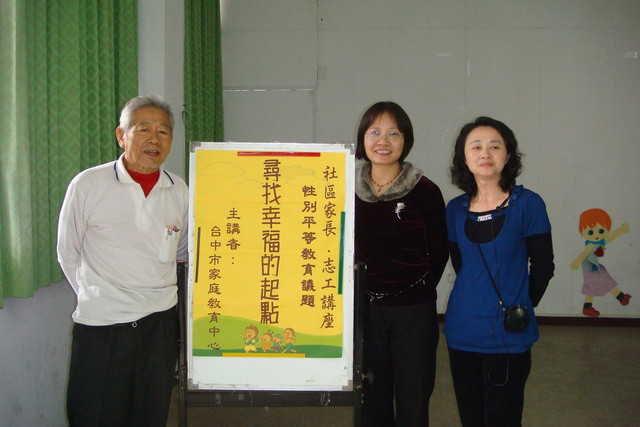 社區家長．志工講座
性別平等教育議題
尋找幸福的起點
主講者：
台中市家庭教育中心